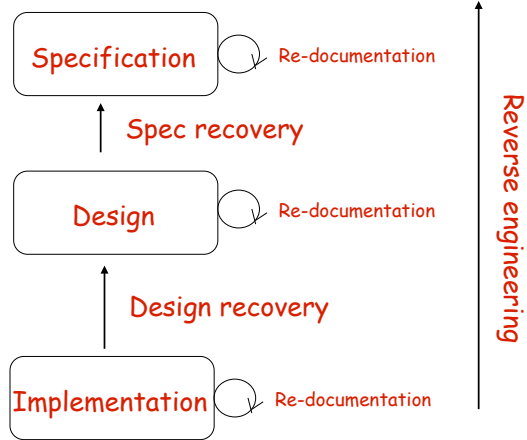 Specification
Re-documentation
Spec recovery
Design
Re-documentation
Design recovery
Implementation
Re-documentation
Reverse engineering